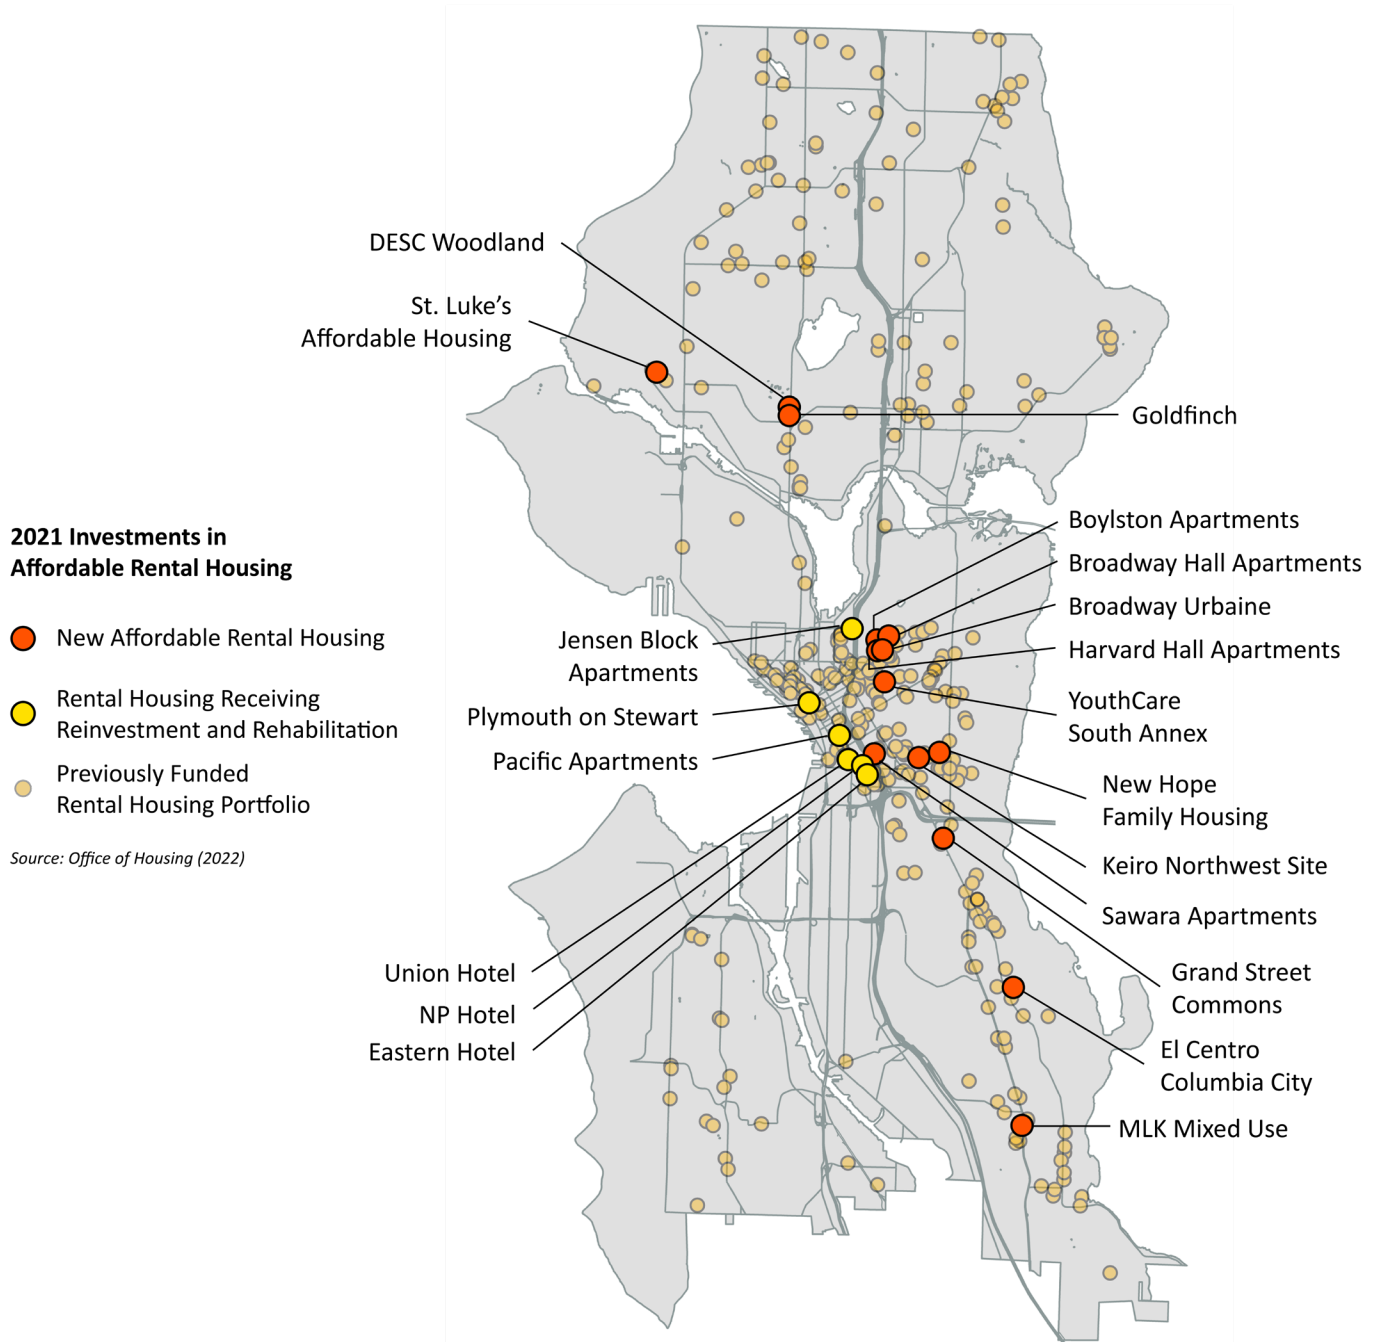 DESC Woodland
St. Luke’s
Affordable Housing
Goldfinch
2021 Investments in
Affordable Rental Housing
New Affordable Rental Housing
Rental Housing Receiving
Reinvestment and Rehabilitation
Previously Funded
Rental Housing Portfolio
Source: Office of Housing (2022)
Boylston Apartments
Broadway Hall Apartments
Broadway Urbaine
Harvard Hall Apartments
Jensen Block
Apartments
Plymouth on Stewart
Pacific Apartments
YouthCare
South Annex
New Hope
Family Housing
Keiro Northwest Site
Sawara Apartments
Grand Street
Commons
Union Hotel
NP Hotel
Eastern Hotel
El Centro
Columbia City
MLK Mixed Use